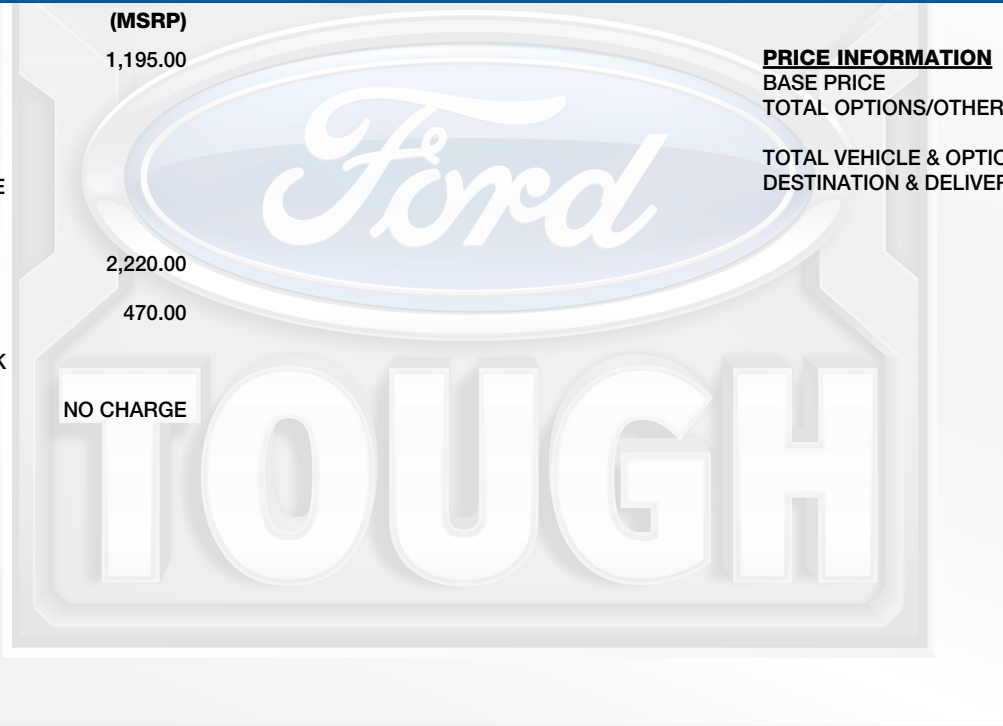 (MSRP)
1,195.00
PRICE INFORMATION
BASE PRICE
TOTAL OPTIONS/OTHER
TOTAL VEHICLE & OPTIO
DESTINATION & DELIVER
E
2,220.00
470.00
K
NO CHARGE
Ford
TOUGH